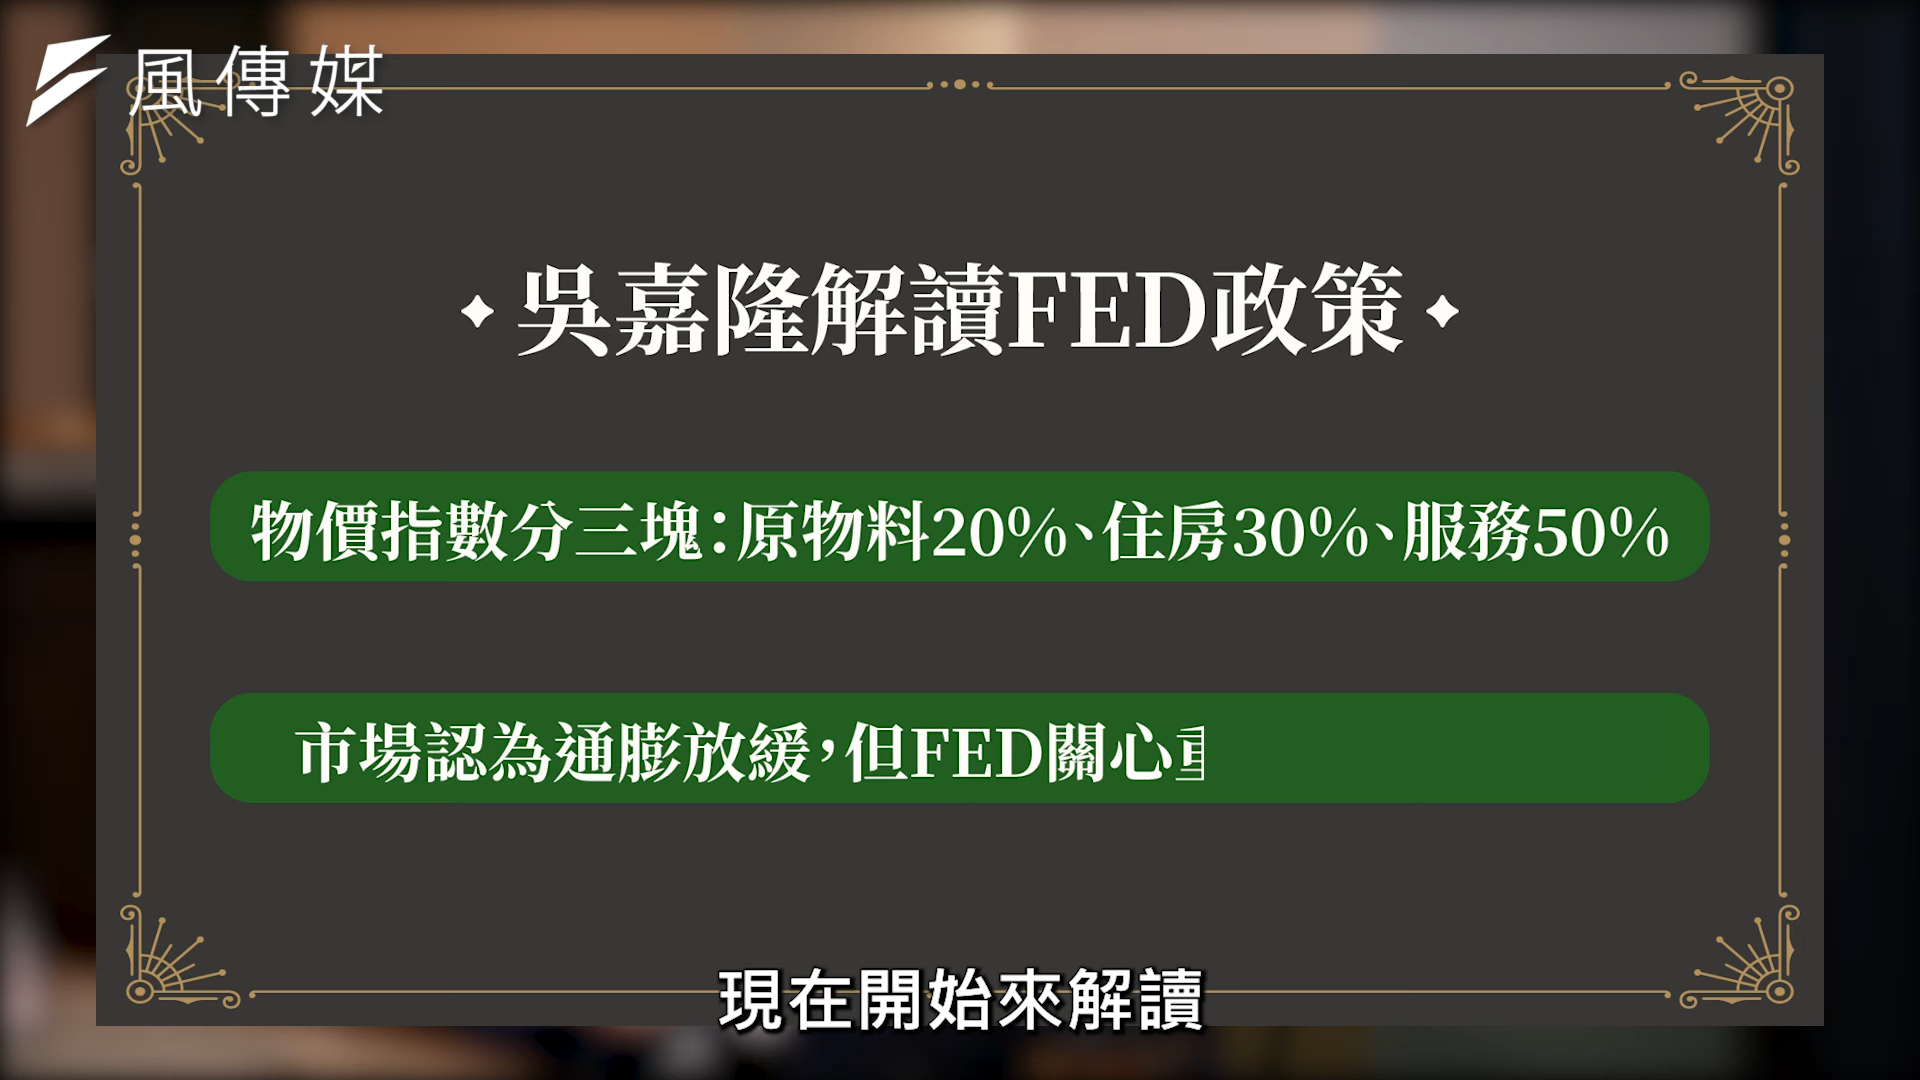 風傳媒
吳嘉隆解讀FED政策
物價指數分三塊：原物料20%、住房30%、服務50%
市場認為通膨放緩，但FED關心
現在開始來解讀